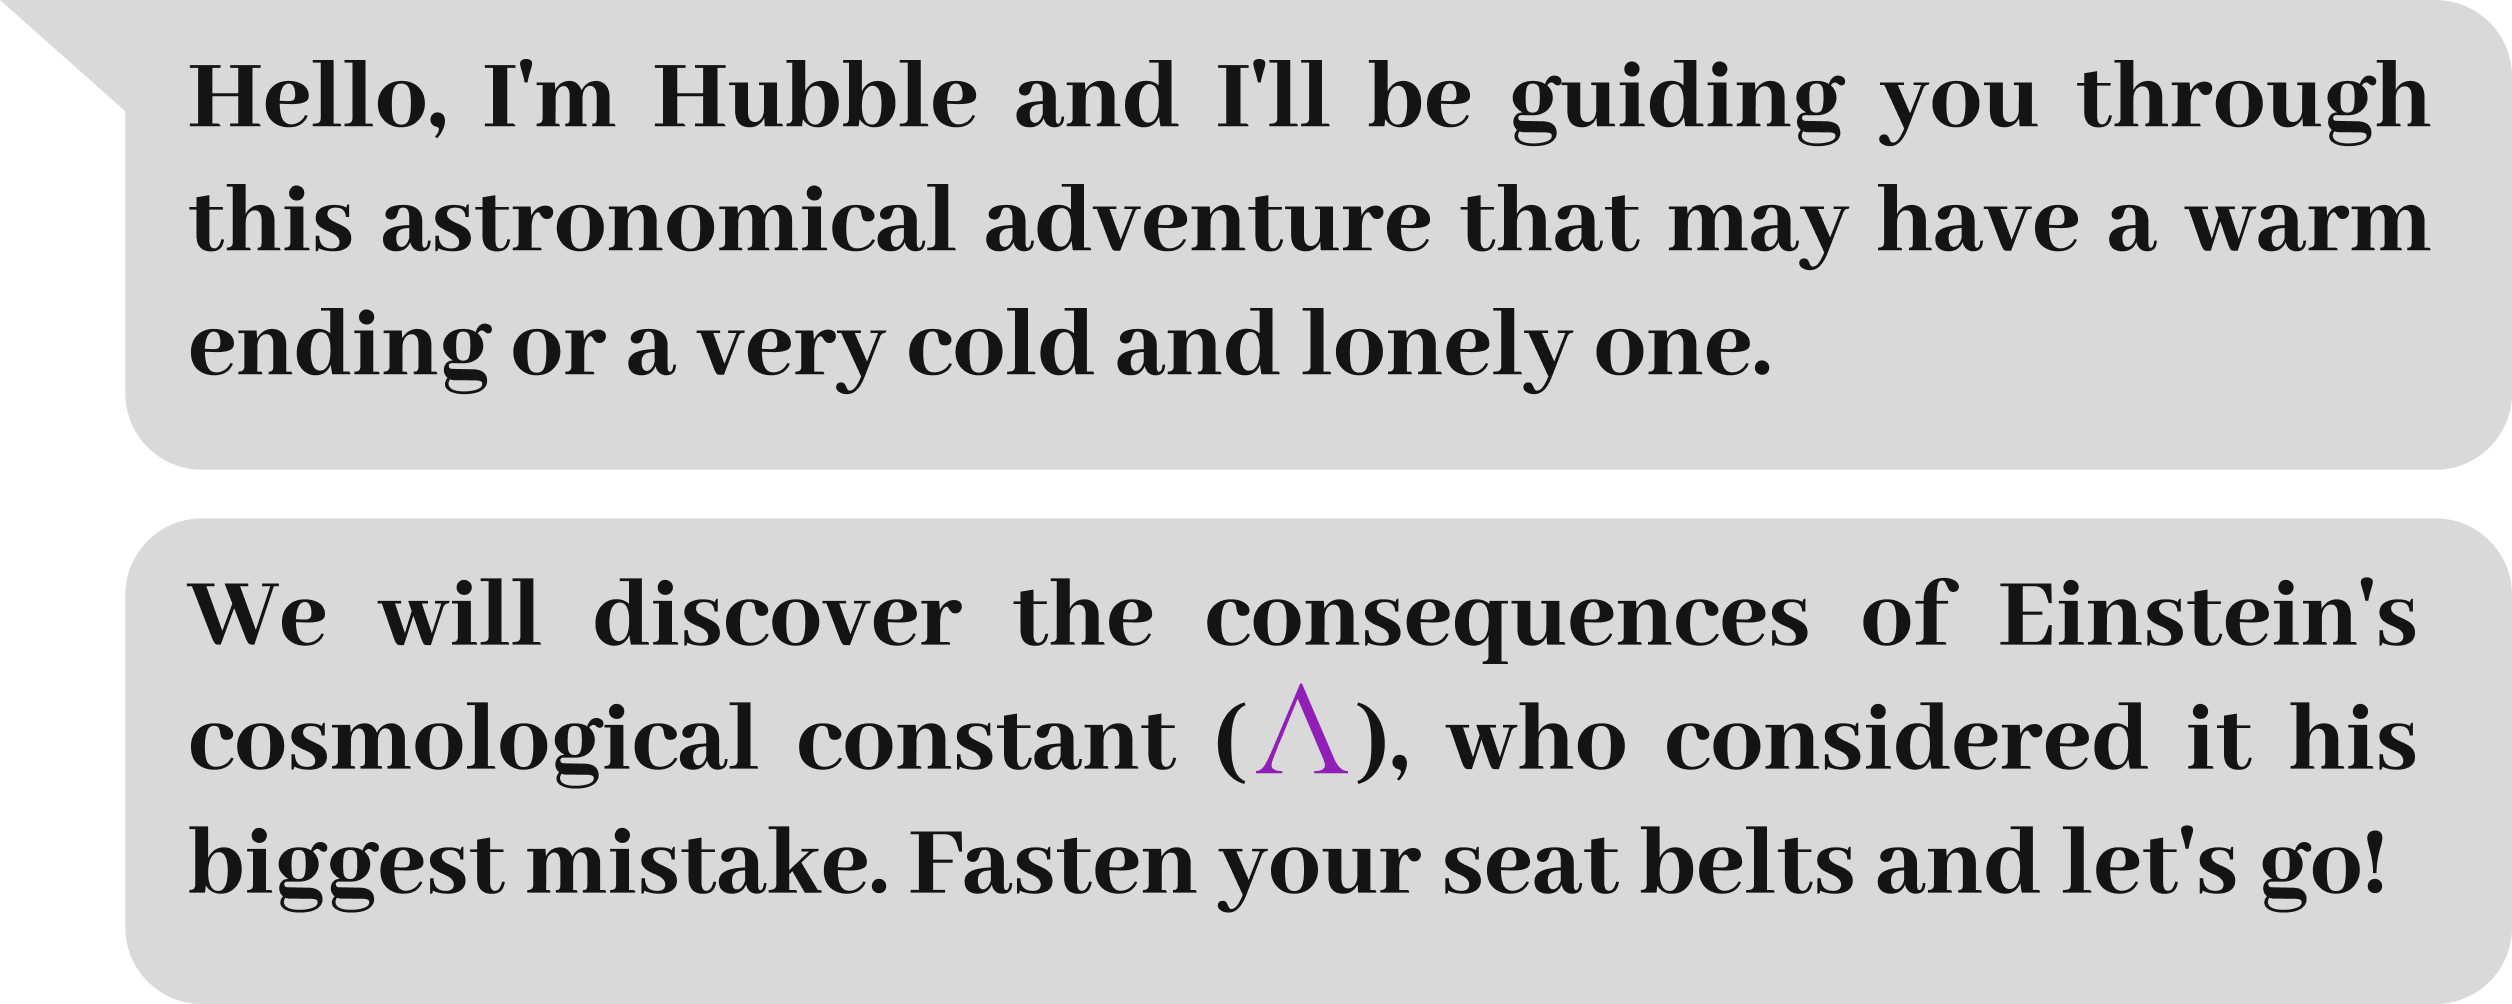 Hello, I'm Hubble and I'll be guiding you through
this astronomical adventure that may have a warm
ending or a very cold and lonely one.
We will discover the consequences of Einstein's
cosmological constant (Λ), who considered it his
biggest mistake. Fasten your seat belts and let's go!